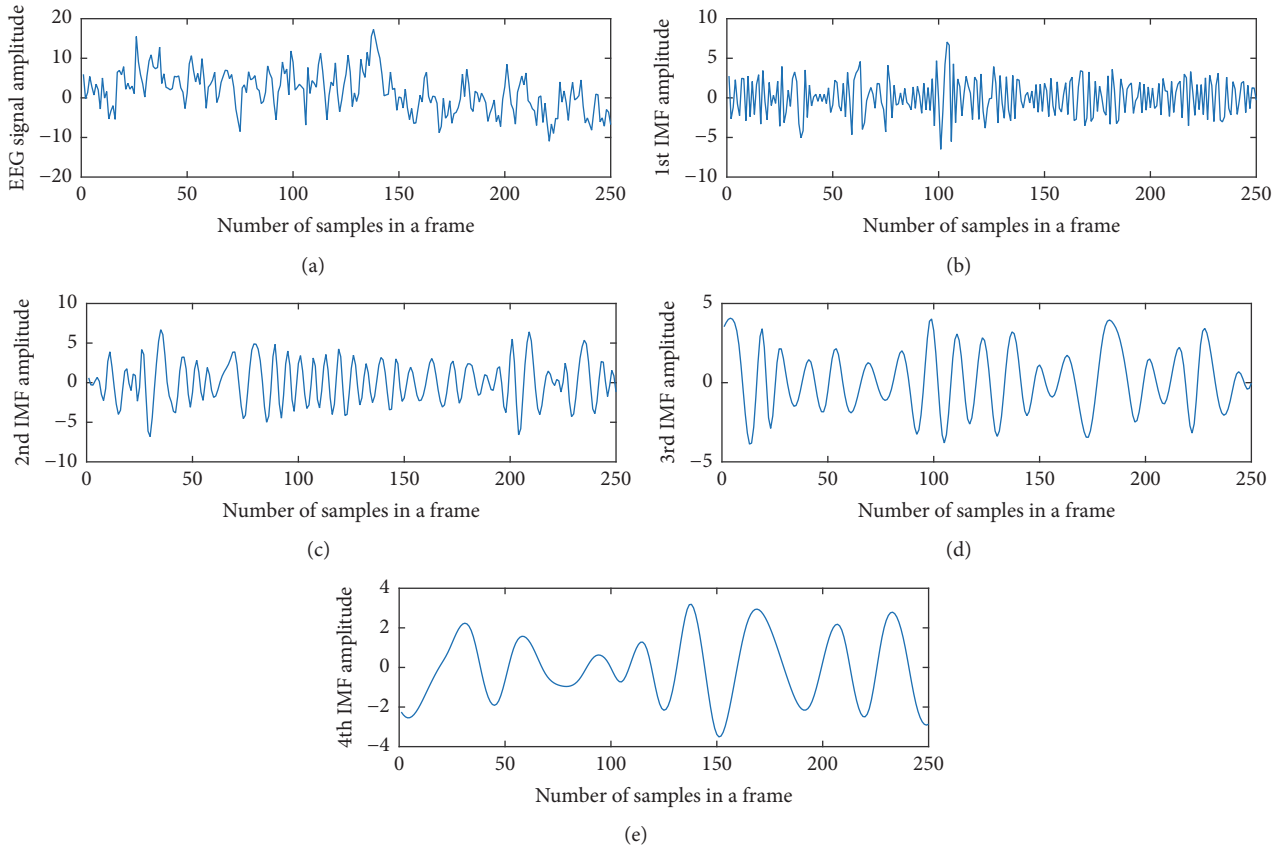 EEG signal amplitude
20
10
0
−10
−20
0 50 100 150 200 250
Number of samples in a frame
(a)
1st IMF amplitude
10
5
0
−5
−10
0 50 100 150 200 250
Number of samples in a frame
(b)
2nd IMF amplitude
10
5
0
−5
−10
0 50 100 150 200 250
Number of samples in a frame
(c)
3rd IMF amplitude
5
0
−5
0 50 100 150 200 250
Number of samples in a frame
(d)
4th IMF amplitude
4
2
0
−2
−4
0 50 100 150 200 250
Number of samples in a frame
(e)